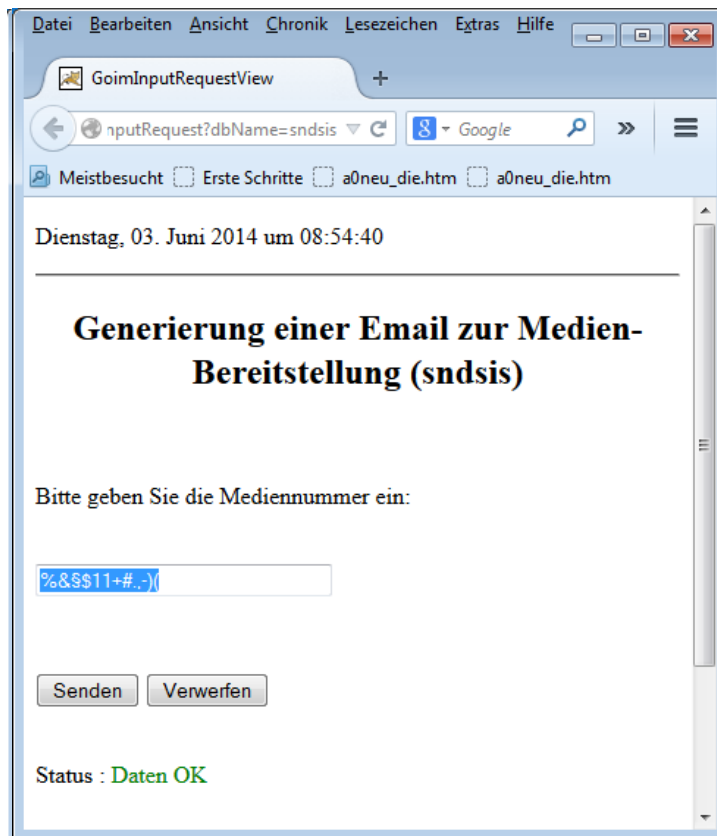 Datei Bearbeiten Ansicht Chronik Lesezeichen Extras Hilfe
GoimInputRequestView
nputRequest?dbName=sndsis Google
Meistbesucht Erste Schritte a0neu_die.htm a0neu_die.htm
Dienstag, 03. Juni 2014 um 08:54:40
Generierung einer Email zur Medien-
Bereitstellung (sndsis)
Bitte geben Sie die Mediennummer ein:
%&§$11+#.,-)(
Senden Verwerfen
Status : Daten OK